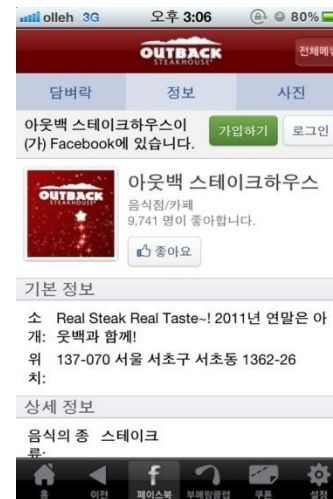 olleh 3G 오후 3:06 80%
OUTBACK
STEAKHOUSE
전체메뉴
담벼락 정보 사진
아웃백 스테이크하우스이
(가) Facebook에 있습니다.
가입하기 로그인
OUTBACK
STEAKHOUSE
아웃백 스테이크하우스
음식점/카페
9,741 명이 좋아합니다.
좋아요
기본 정보
소개: Real Steak Real Taste~! 2011년 연말은 아
웃백과 함께!
위치: 137-070 서울 서초구 서초동 1362-26
상세 정보
음식의 종류: 스테이크
홈 이전 페이스북 부메랑클럽 쿠폰 설정